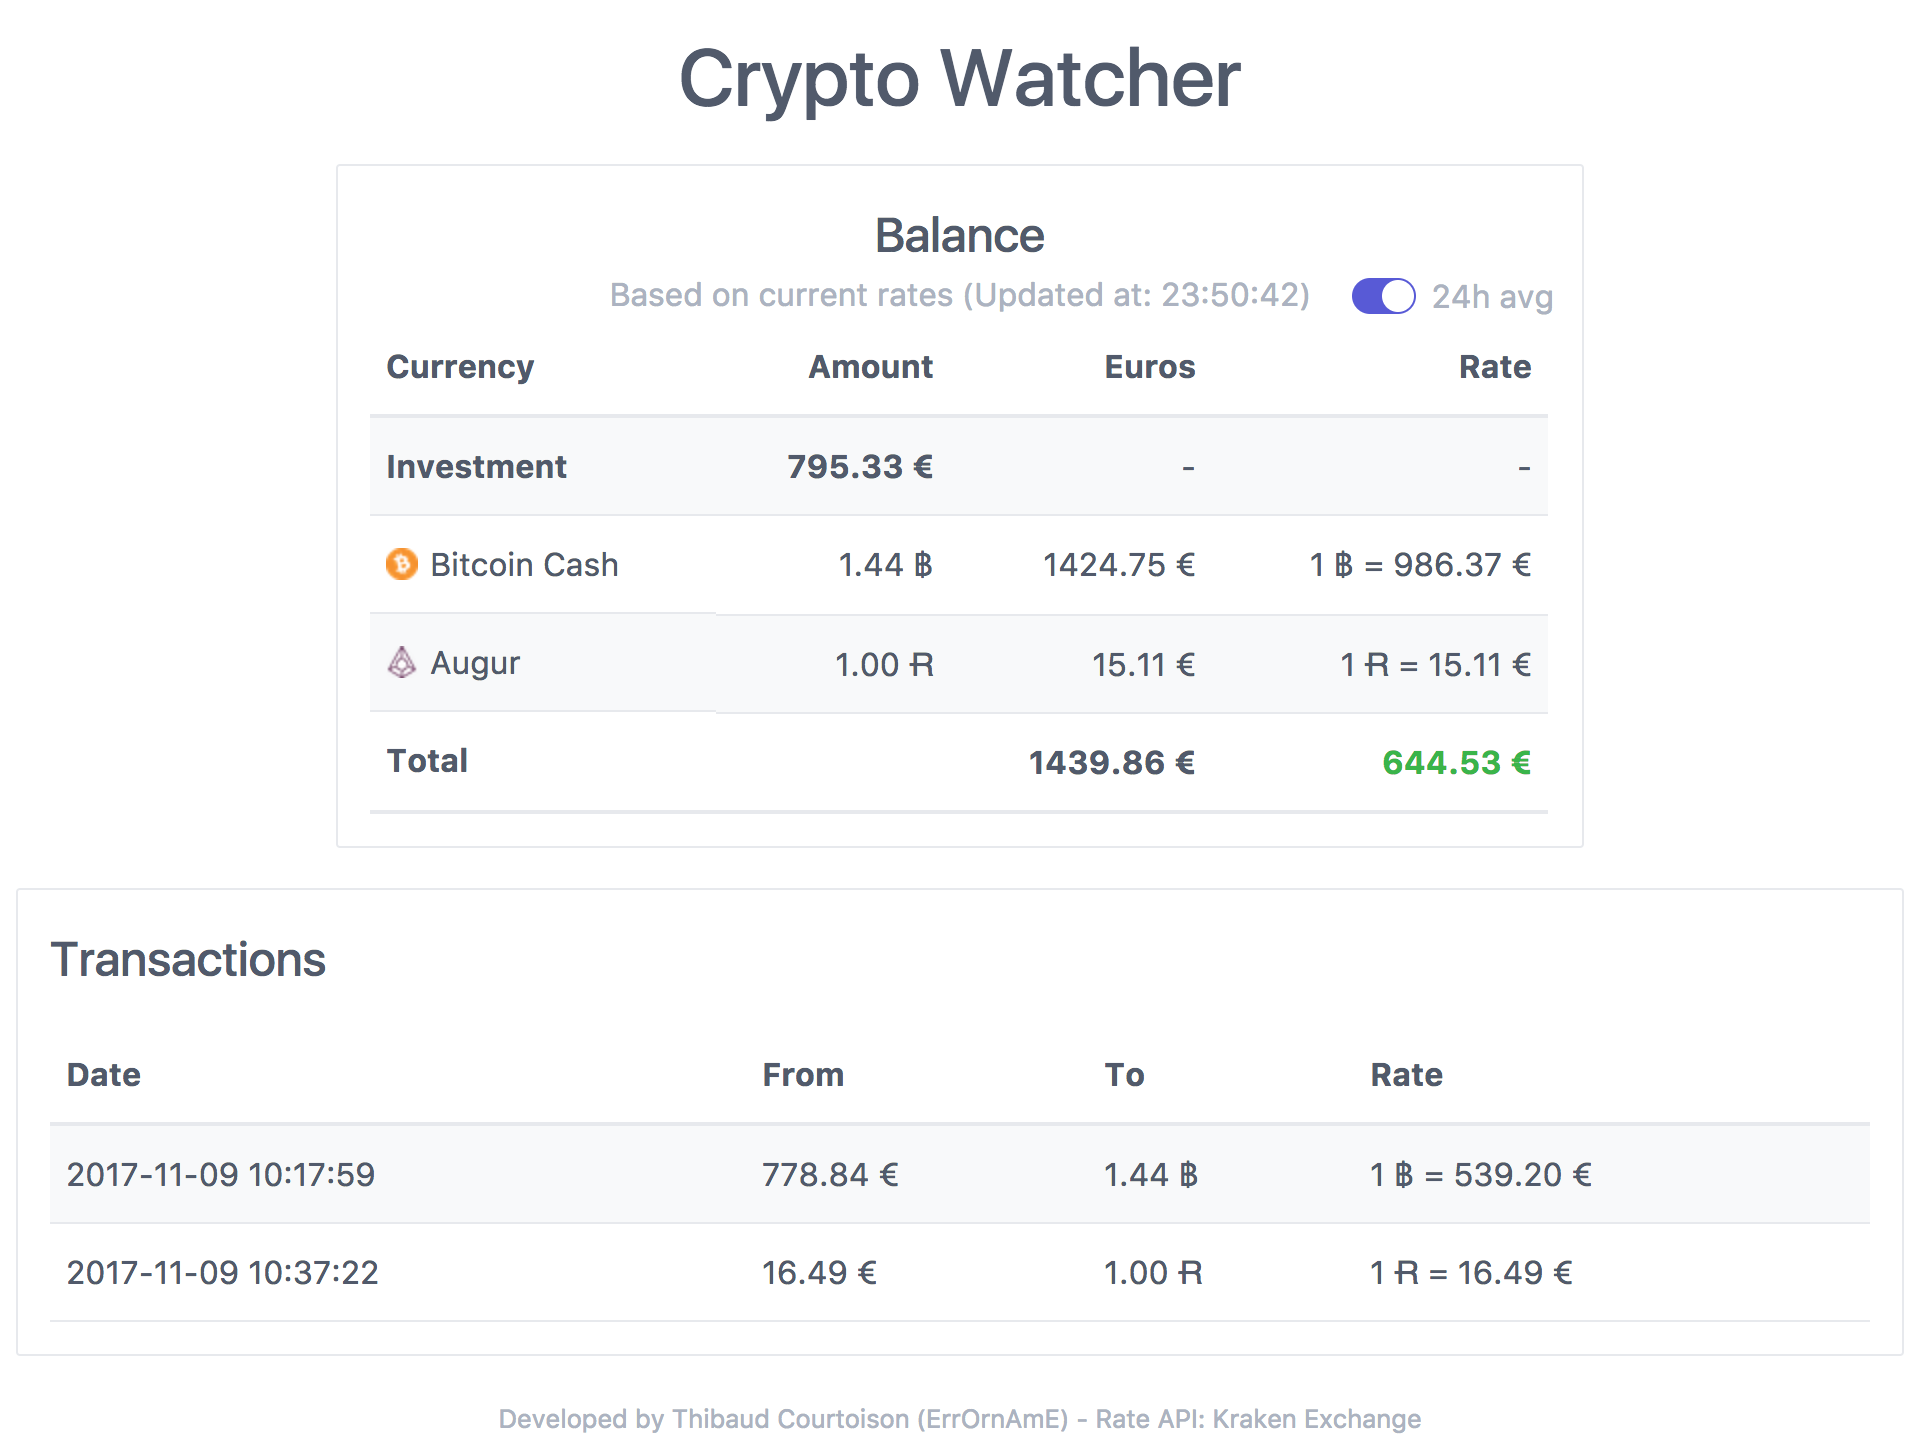 Crypto Watcher
Balance
Based on current rates (Updated at: 23:50:42) 24h avg
Currency Amount Euros Rate
Investment 795.33 € - -
Bitcoin Cash 1.44 ฿ 1424.75 € 1 ฿ = 986.37 €
Augur 1.00 Ɍ 15.11 € 1 Ɍ = 15.11 €
Total 1439.86 € 644.53 €
Transactions
Date From To Rate
2017-11-09 10:17:59 778.84 € 1.44 ฿ 1 ฿ = 539.20 €
2017-11-09 10:37:22 16.49 € 1.00 Ɍ 1 Ɍ = 16.49 €
Developed by Thibaud Courtoison (ErrOrnAmE) - Rate API: Kraken Exchange